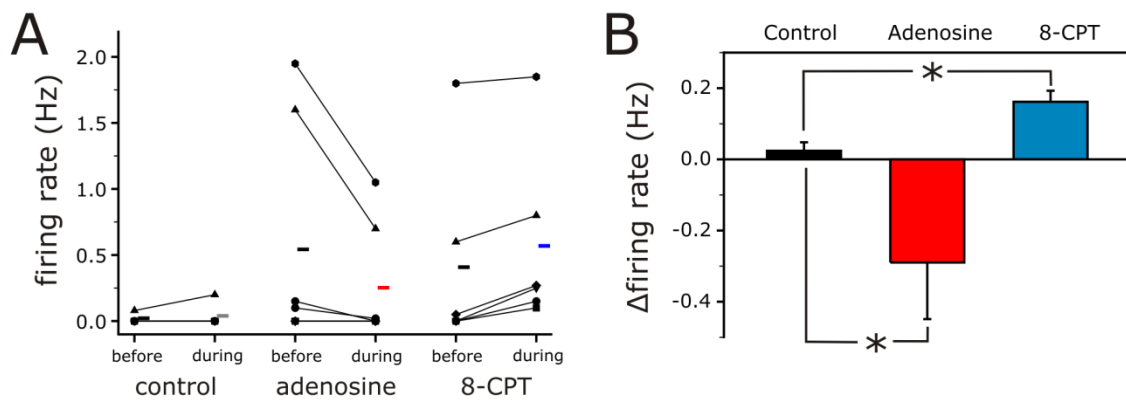 A
firing rate (Hz)
2.0
1.5
1.0
0.5
0.0
before during before during before during
control adenosine 8-CPT
B
Control Adenosine 8-CPT
Δfiring rate (Hz)
0.2
0.0
-0.2
-0.4
*
*